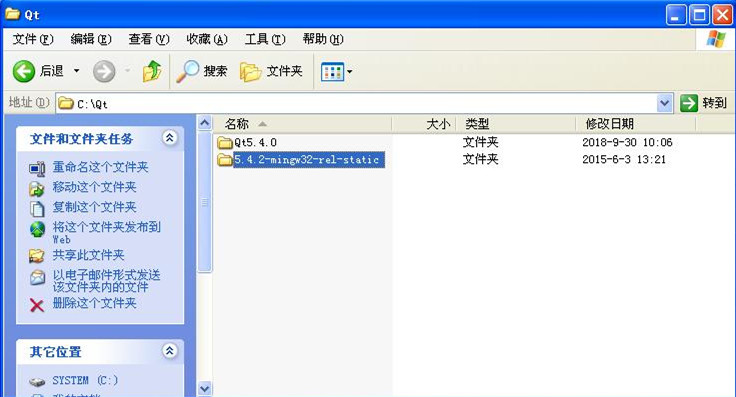 Qt
文件(F) 编辑(E) 查看(V) 收藏(A) 工具(T) 帮助(H)
后退 搜索 文件夹
地址(D) C:\Qt 转到
文件和文件夹任务
重命名这个文件夹
移动这个文件夹
复制这个文件夹
将这个文件夹发布到
Web
共享此文件夹
以电子邮件形式发送
该文件夹内的文件
删除这个文件夹
其它位置
SYSTEM (C:)
我的文档
名称 大小 类型 修改日期
Qt5.4.0 文件夹 2018-9-30 10:06
5.4.2-mingw32-rel-static 文件夹 2015-6-3 13:21